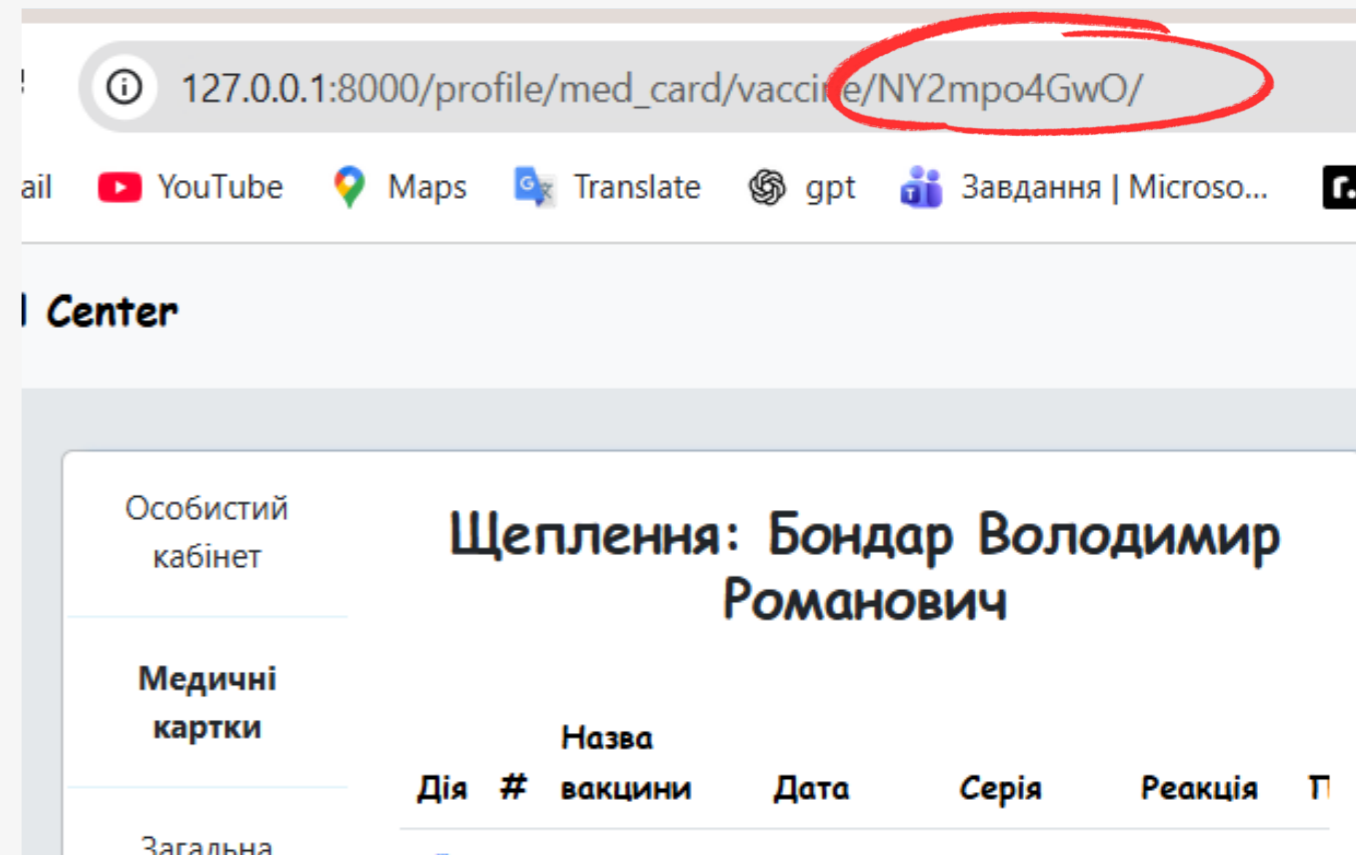 127.0.0.1:8000/profile/med_card/vaccine/NY2mpo4GwO/
ail YouTube Maps Translate gpt Завдання | Microso... r.
Center
Особистий
кабінет
Щеплення: Бондар Володимир
Романович
Медичні
картки
Назва
Дія # вакцини Дата Серія Реакція
Загальна